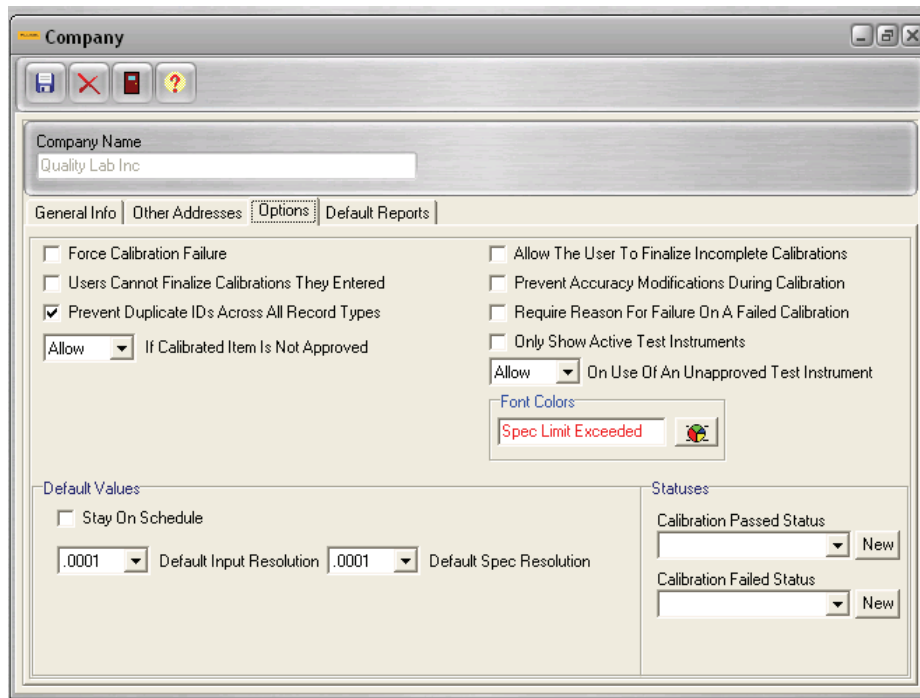 Company
Company Name
Quality Lab Inc
General Info
Other Addresses
Options
Default Reports
Force Calibration Failure
Users Cannot Finalize Calibrations They Entered
Prevent Duplicate IDs Across All Record Types
Allow If Calibrated Item Is Not Approved
Allow The User To Finalize Incomplete Calibrations
Prevent Accuracy Modifications During Calibration
Require Reason For Failure On A Failed Calibration
Only Show Active Test Instruments
Allow On Use Of An Unapproved Test Instrument
Font Colors
Spec Limit Exceeded
Default Values
Stay On Schedule
.0001 Default Input Resolution .0001 Default Spec Resolution
Statuses
Calibration Passed Status
New
Calibration Failed Status
New